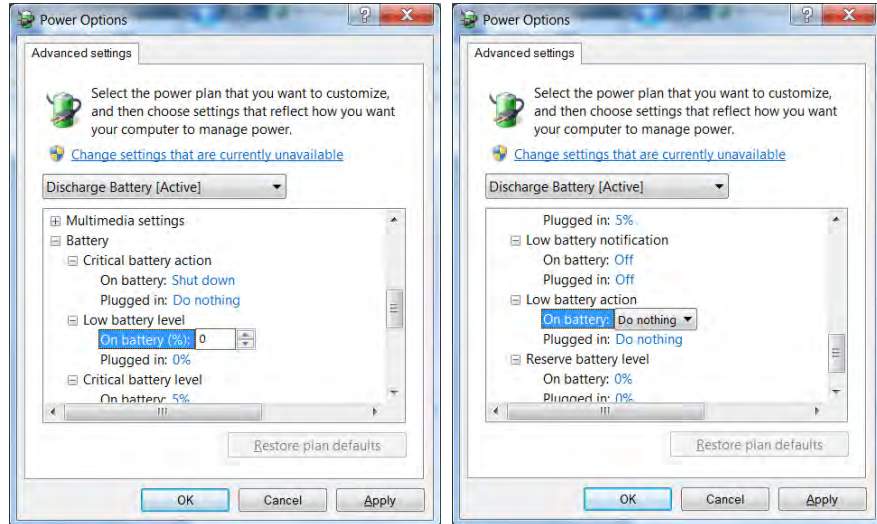 Power Options
Advanced settings
Select the power plan that you want to customize,
and then choose settings that reflect how you want
your computer to manage power.
Change settings that are currently unavailable
Discharge Battery [Active]
Multimedia settings
Battery
Critical battery action
On battery: Shut down
Plugged in: Do nothing
Low battery level
On battery (%): 0
Plugged in: 0%
Critical battery level
On battery: 5%
Restore plan defaults
OK Cancel Apply
Power Options
Advanced settings
Select the power plan that you want to customize,
and then choose settings that reflect how you want
your computer to manage power.
Change settings that are currently unavailable
Discharge Battery [Active]
Plugged in: 5%
Low battery notification
On battery: Off
Plugged in: Off
Low battery action
On battery: Do nothing
Plugged in: Do nothing
Reserve battery level
On battery: 0%
Plugged in: 0%
Restore plan defaults
OK Cancel Apply